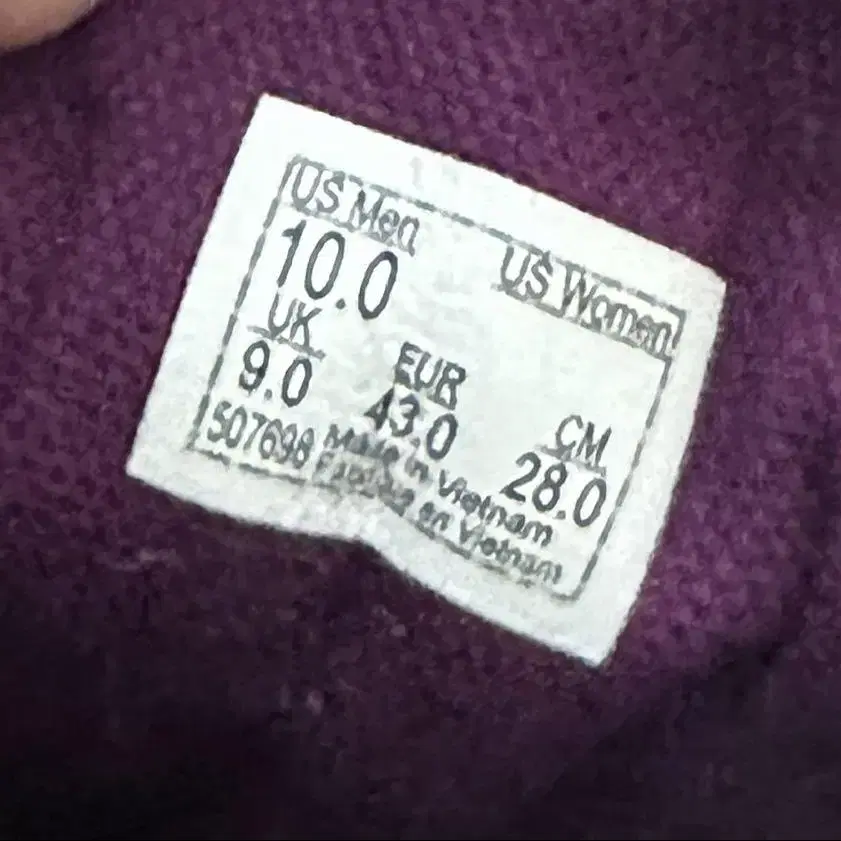 US Men US Women
10.0
UK EUR CM
9.0 43.0 28.0
507698 Made in Vietnam
Fabriqué en Vietnam